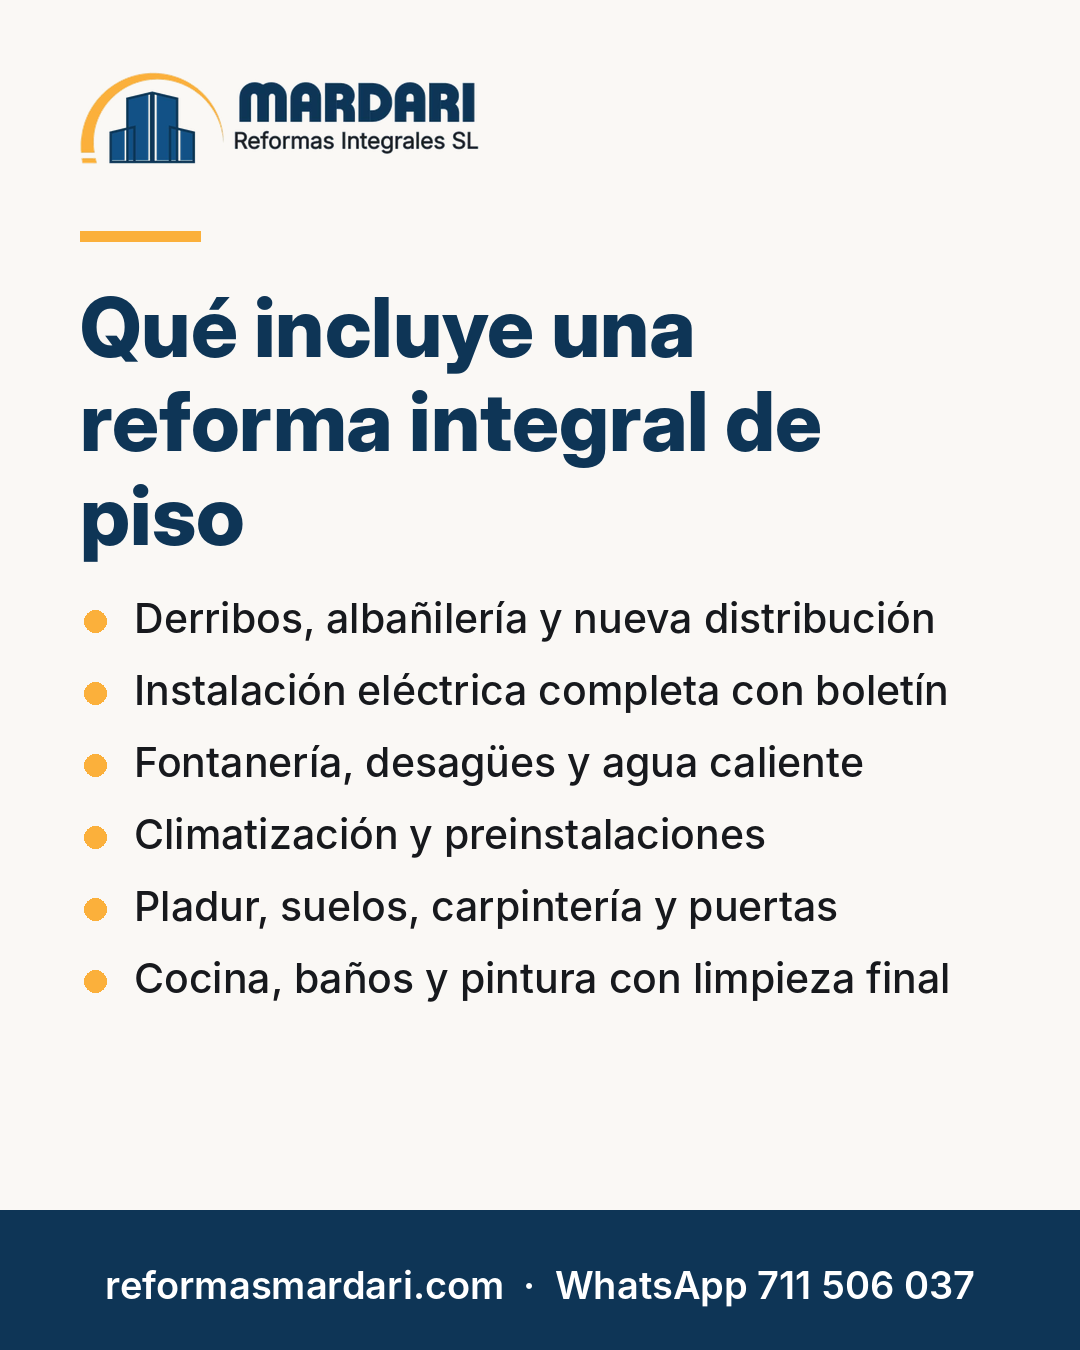 MARDARI
Reformas Integrales SL
Qué incluye una
reforma integral de
piso
Derribos, albañilería y nueva distribución
Instalación eléctrica completa con boletín
Fontanería, desagües y agua caliente
Climatización y preinstalaciones
Pladur, suelos, carpintería y puertas
Cocina, baños y pintura con limpieza final
reformasmardari.com · WhatsApp 711 506 037